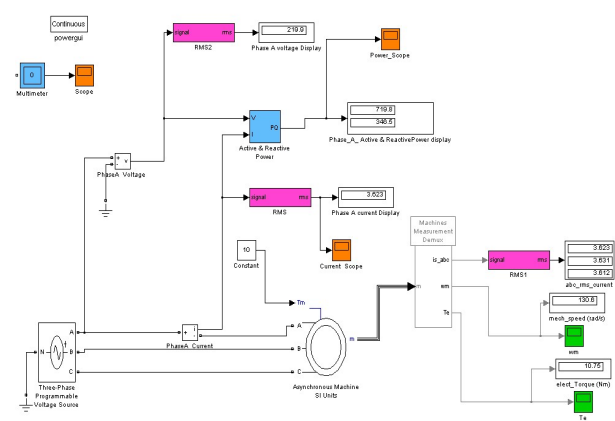 Continuous
powergui
signal
rms
RMS2
219.9
Phase A voltage Display
Power_Scope
0
Multimeter
Scope
V
I
PQ
Active & Reactive
Power
719.8
346.5
Phase_A_ Active & ReactivePower display
+
-
v
PhaseA Voltage
signal
rms
RMS
3.623
Phase A current Display
Machines
Measurement
Demux
10
Constant
Current Scope
m
is_abc
wm
Te
signal
rms
RMS1
3.623
3.631
3.612
abc_rms_current
130.6
mech_speed (rad/s)
wm
N
A
B
C
Three-Phase
Programmable
Voltage Source
+
-
i
PhaseA Current
Tm
A
B
C
m
Asynchronous Machine
SI Units
10.75
elect_Torque (Nm)
Te